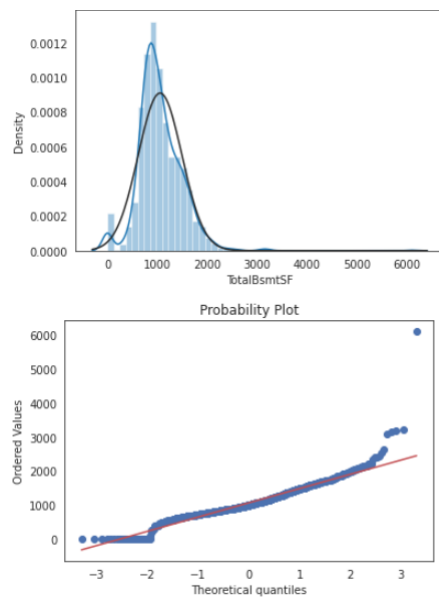 0.0012
0.0010
0.0008
0.0006
0.0004
0.0002
0.0000
Density
0 1000 2000 3000 4000 5000 6000
TotalBsmtSF
Probability Plot
6000
5000
4000
3000
2000
1000
0
Ordered Values
−3 −2 −1 0 1 2 3
Theoretical quantiles